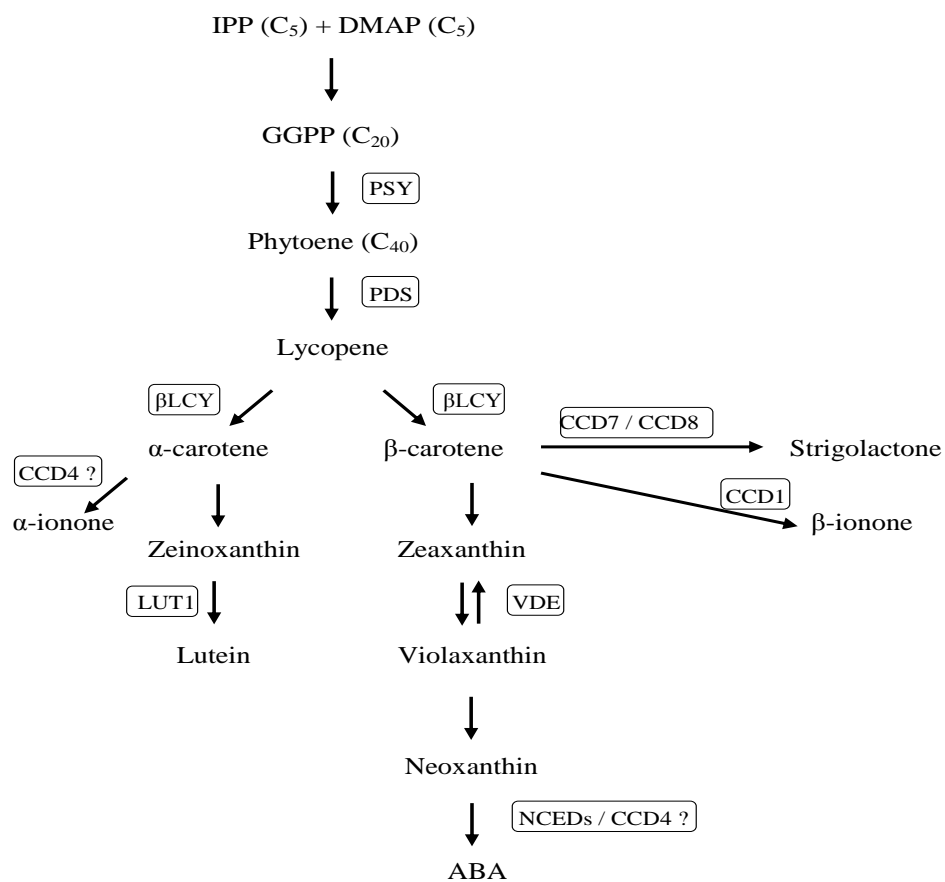 IPP (C₅) + DMAP (C₅)
GGPP (C₂₀)
PSY
Phytoene (C₄₀)
PDS
Lycopene
βLCY
βLCY
CCD7 / CCD8
α-carotene
β-carotene
Strigolactone
CCD4 ?
CCD1
α-ionone
β-ionone
Zeinoxanthin
Zeaxanthin
LUT1
VDE
Lutein
Violaxanthin
Neoxanthin
NCEDs / CCD4 ?
ABA